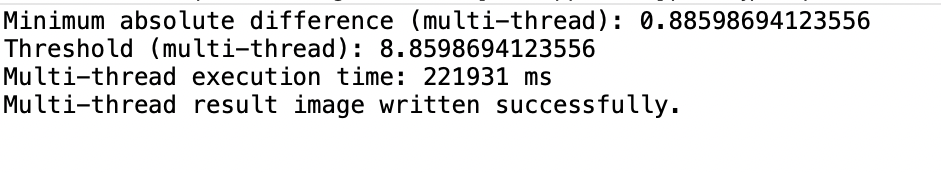 Minimum absolute difference (multi-thread): 0.88598694123556
Threshold (multi-thread): 8.8598694123556
Multi-thread execution time: 221931 ms
Multi-thread result image written successfully.